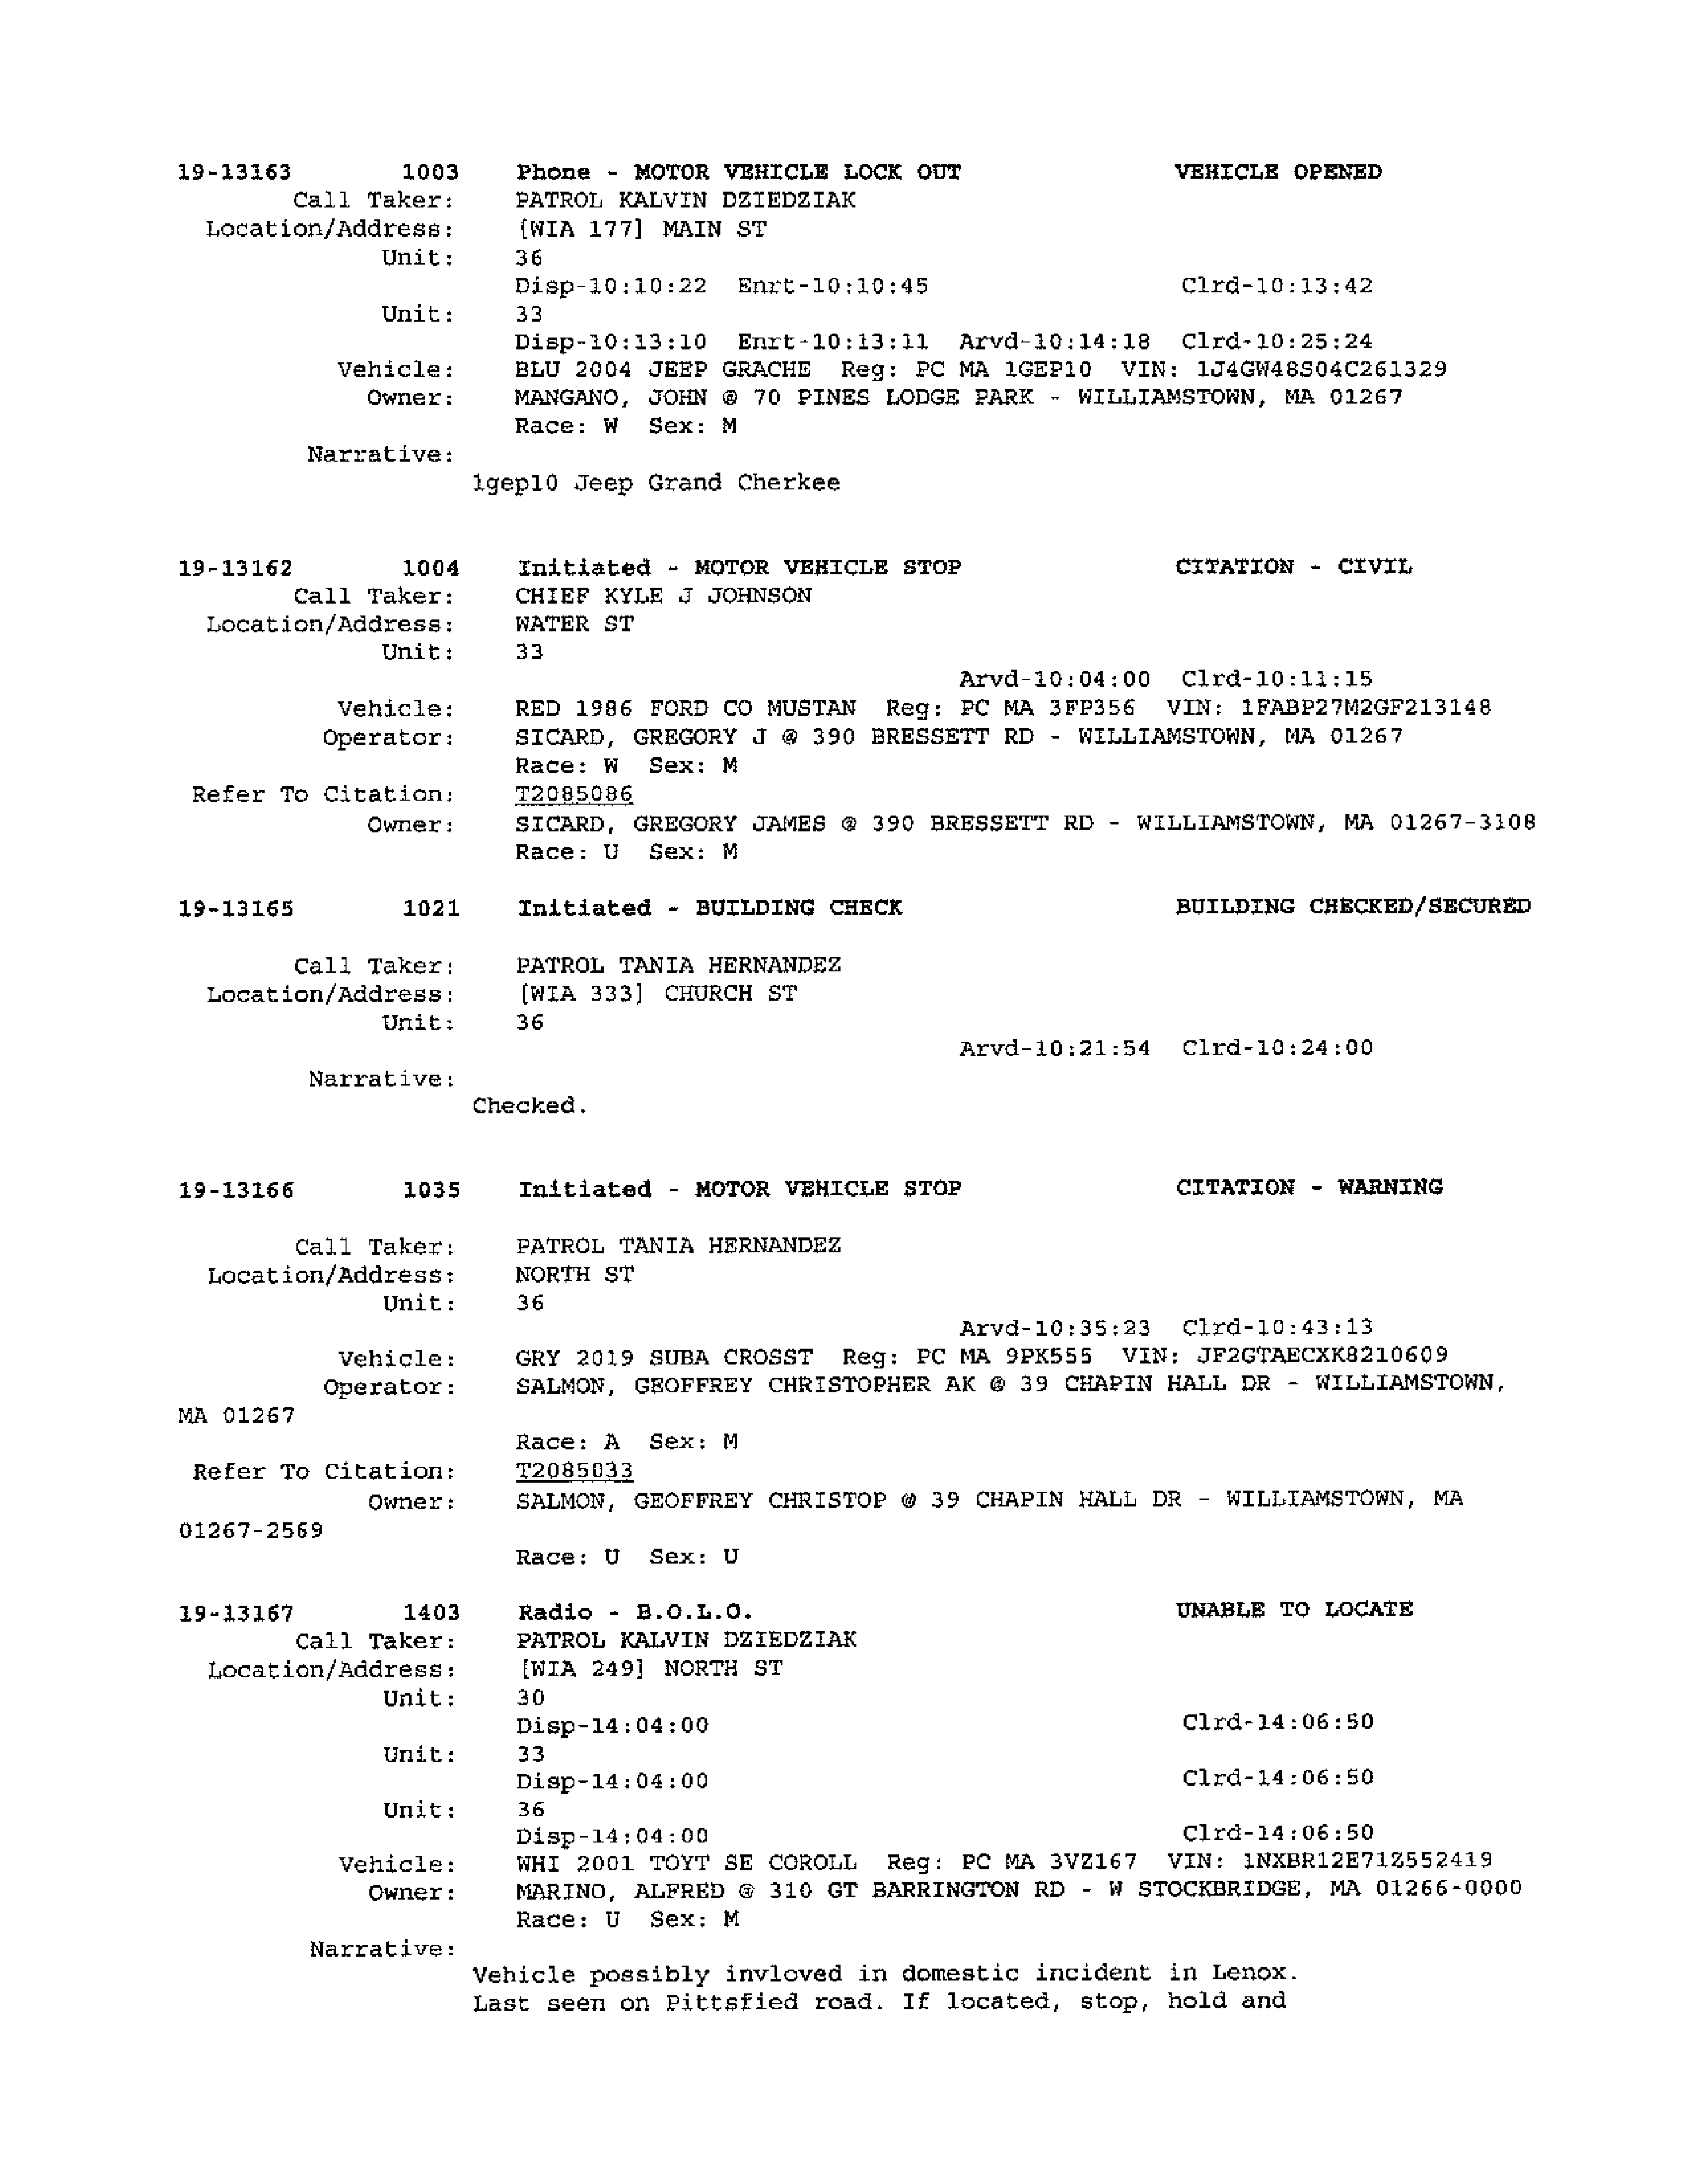 19-13163 1003 Phone - MOTOR VEHICLE LOCK OUT VEHICLE OPENED
Call Taker: PATROL KALVIN DZIEDZIAK
Location/Address: [WIA 177] MAIN ST
Unit: 36
Disp-10:10:22 Enrt-10:10:45 Clrd-10:13:42
Unit: 33
Disp-10:13:10 Enrt-10:13:11 Arvd-10:14:18 Clrd-10:25:24
Vehicle: BLU 2004 JEEP GRACHE Reg: PC MA 1GEP10 VIN: 1J4GW48S04C261329
Owner: MANGANO, JOHN @ 70 PINES LODGE PARK - WILLIAMSTOWN, MA 01267
Race: W Sex: M
Narrative:
1gep10 Jeep Grand Cherkee
19-13162 1004 Initiated - MOTOR VEHICLE STOP CITATION - CIVIL
Call Taker: CHIEF KYLE J JOHNSON
Location/Address: WATER ST
Unit: 33
Arvd-10:04:00 Clrd-10:11:15
Vehicle: RED 1986 FORD CO MUSTAN Reg: PC MA 3FP356 VIN: 1FABP27M2GF213148
Operator: SICARD, GREGORY J @ 390 BRESSETT RD - WILLIAMSTOWN, MA 01267
Race: W Sex: M
Refer To Citation: T2085086
Owner: SICARD, GREGORY JAMES @ 390 BRESSETT RD - WILLIAMSTOWN, MA 01267-3108
Race: U Sex: M
19-13165 1021 Initiated - BUILDING CHECK BUILDING CHECKED/SECURED
Call Taker: PATROL TANIA HERNANDEZ
Location/Address: [WIA 333] CHURCH ST
Unit: 36
Arvd-10:21:54 Clrd-10:24:00
Narrative:
Checked.
19-13166 1035 Initiated - MOTOR VEHICLE STOP CITATION - WARNING
Call Taker: PATROL TANIA HERNANDEZ
Location/Address: NORTH ST
Unit: 36
Arvd-10:35:23 Clrd-10:43:13
Vehicle: GRY 2019 SUBA CROSST Reg: PC MA 9PK555 VIN: JF2GTAECXK8210609
Operator: SALMON, GEOFFREY CHRISTOPHER AK @ 39 CHAPIN HALL DR - WILLIAMSTOWN,
MA 01267
Race: A Sex: M
Refer To Citation: T2085033
Owner: SALMON, GEOFFREY CHRISTOP @ 39 CHAPIN HALL DR - WILLIAMSTOWN, MA
01267-2569
Race: U Sex: U
19-13167 1403 Radio - B.O.L.O. UNABLE TO LOCATE
Call Taker: PATROL KALVIN DZIEDZIAK
Location/Address: [WIA 249] NORTH ST
Unit: 30
Disp-14:04:00 Clrd-14:06:50
Unit: 33
Disp-14:04:00 Clrd-14:06:50
Unit: 36
Disp-14:04:00 Clrd-14:06:50
Vehicle: WHI 2001 TOYT SE COROLL Reg: PC MA 3VZ167 VIN: 1NXBR12E71Z552419
Owner: MARINO, ALFRED @ 310 GT BARRINGTON RD - W STOCKBRIDGE, MA 01266-0000
Race: U Sex: M
Narrative:
Vehicle possibly invloved in domestic incident in Lenox.
Last seen on Pittsfied road. If located, stop, hold and